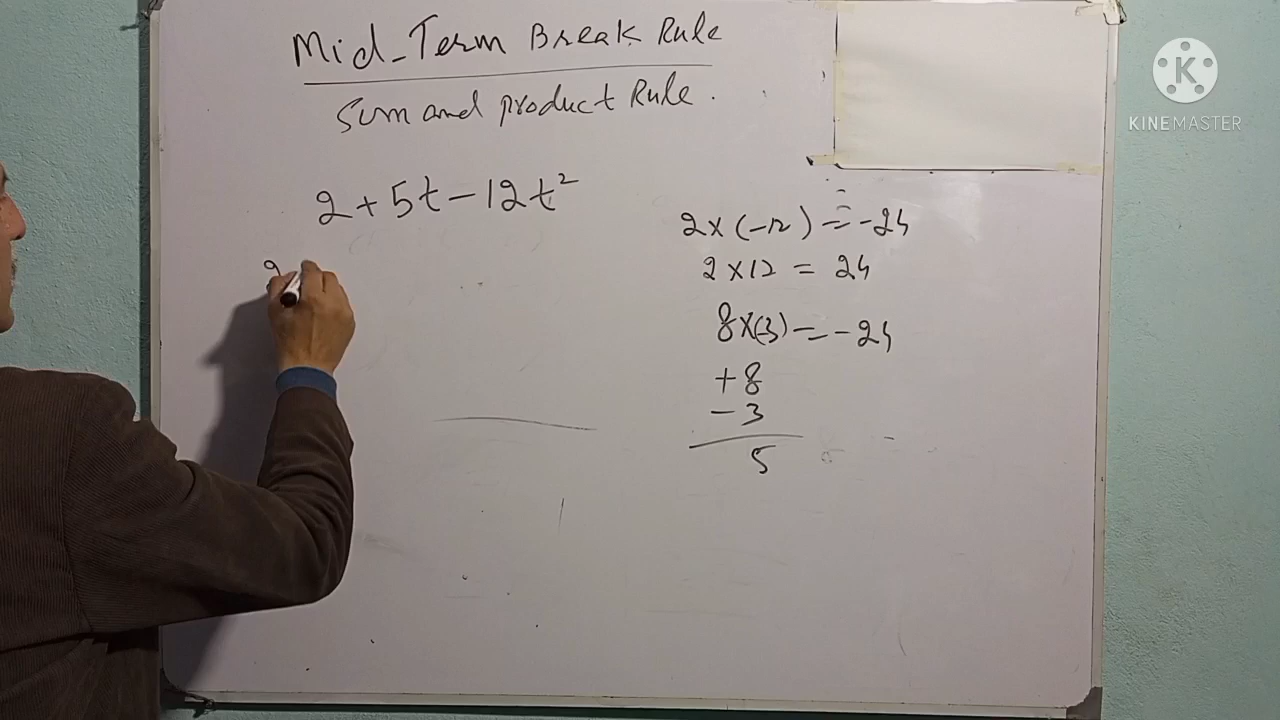 Mid-Term Break Rule
Sum and product Rule.
2 + 5t - 12t²
2 × (-12) = -24
2 × 12 = 24
8×(-3) = -24
+8
-3
5
2
K
KINEMASTER